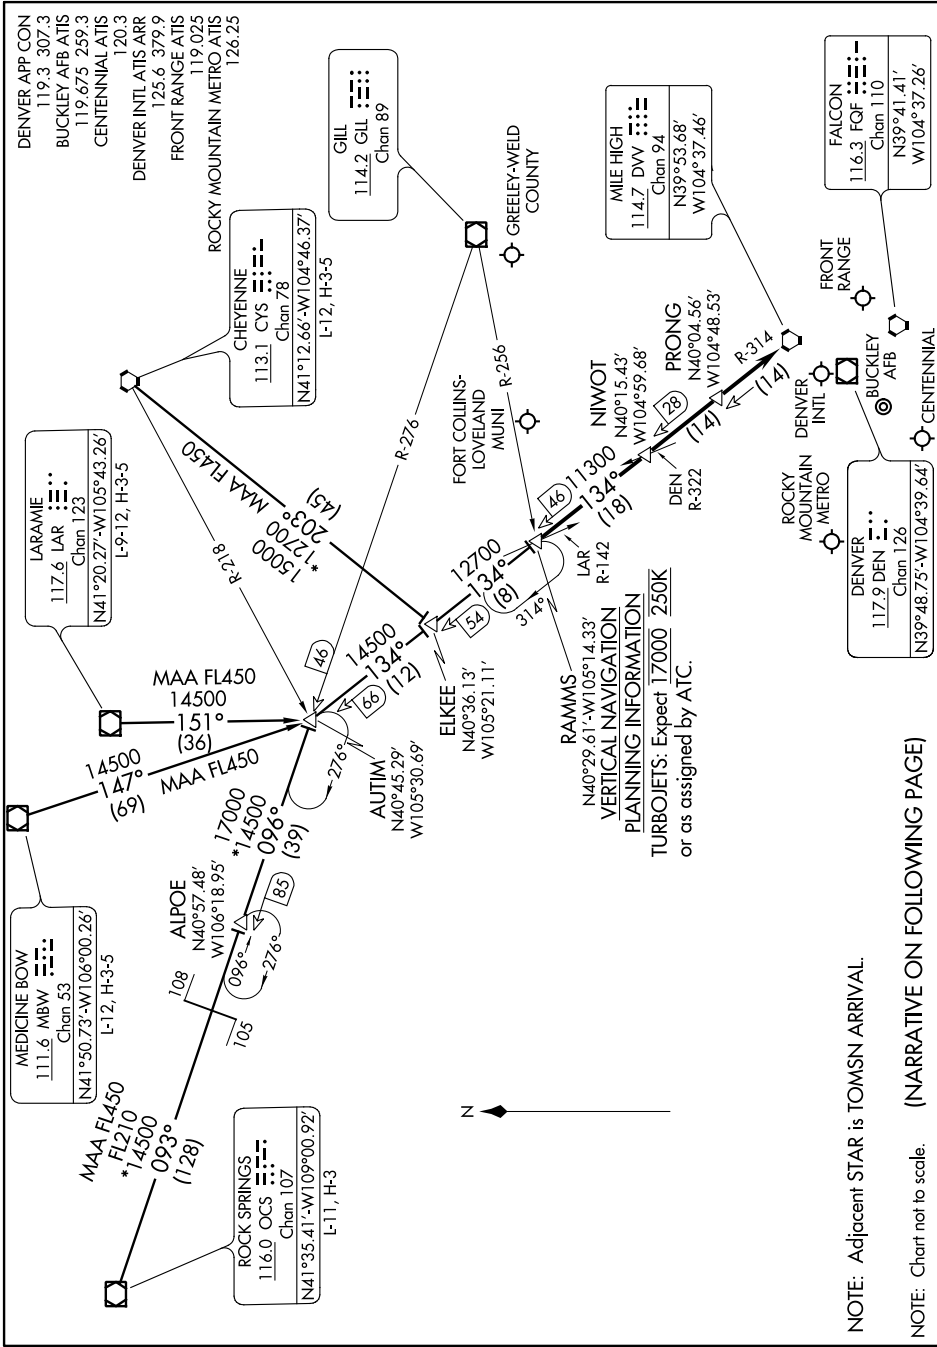 DENVER APP CON
119.3 307.3
BUCKLEY AFB ATIS
119.675 259.3
CENTENNIAL ATIS
120.3
DENVER INTL ATIS ARR
125.6 379.9
FRONT RANGE ATIS
119.025
ROCKY MOUNTAIN METRO ATIS
126.25
MEDICINE BOW
111.6 MBW
Chan 53
N41°50.73'-W106°00.26'
L-12, H-3-5
LARAMIE
117.6 LAR
Chan 123
N41°20.27'-W105°43.26'
L-9-12, H-3-5
CHEYENNE
113.1 CYS
Chan 78
N41°12.66'-W104°46.37'
L-12, H-3-5
GILL
114.2 GLL
Chan 89
ROCK SPRINGS
116.0 OCS
Chan 107
N41°35.41'-W109°00.92'
L-11, H-3
MAA FL450
FL210
*14500
093°
(128)
108
105
ALPOE
N40°57.48'
W106°18.95'
096°
276°
85
17000
*14500
096°
(39)
14500
147°
(69)
MAA FL450
MAA FL450
14500
151°
(36)
R-218
MAA FL450
15000
*12700
203°
(45)
276°
AUTIM
N40°45.29'
W105°30.69'
46
66
14500
134°
(12)
R-276
GREELEY-WELD
COUNTY
ELKEE
N40°36.13'
W105°21.11'
54
12700
134°
(8)
314°
R-256
FORT COLLINS-
LOVELAND
MUNI
RAMMS
N40°29.61'-W105°14.33'
LAR
R-142
46
11300
134°
(18)
VERTICAL NAVIGATION
PLANNING INFORMATION
TURBOJETS: Expect 17000 250K
or as assigned by ATC.
NIWOT
N40°15.43'
W104°59.68'
DEN
R-322
28
(14)
PRONG
N40°04.56'
W104°48.53'
(14)
R-314
MILE HIGH
114.7 DVV
Chan 94
N39°53.68'
W104°37.46'
ROCKY
MOUNTAIN
METRO
DENVER
INTL
FRONT
RANGE
BUCKLEY
AFB
CENTENNIAL
FALCON
116.3 FQF
Chan 110
N39°41.41'
W104°37.26'
DENVER
117.9 DEN
Chan 126
N39°48.75'-W104°39.64'
N
NOTE: Adjacent STAR is TOMSN ARRIVAL.
NOTE: Chart not to scale.
(NARRATIVE ON FOLLOWING PAGE)